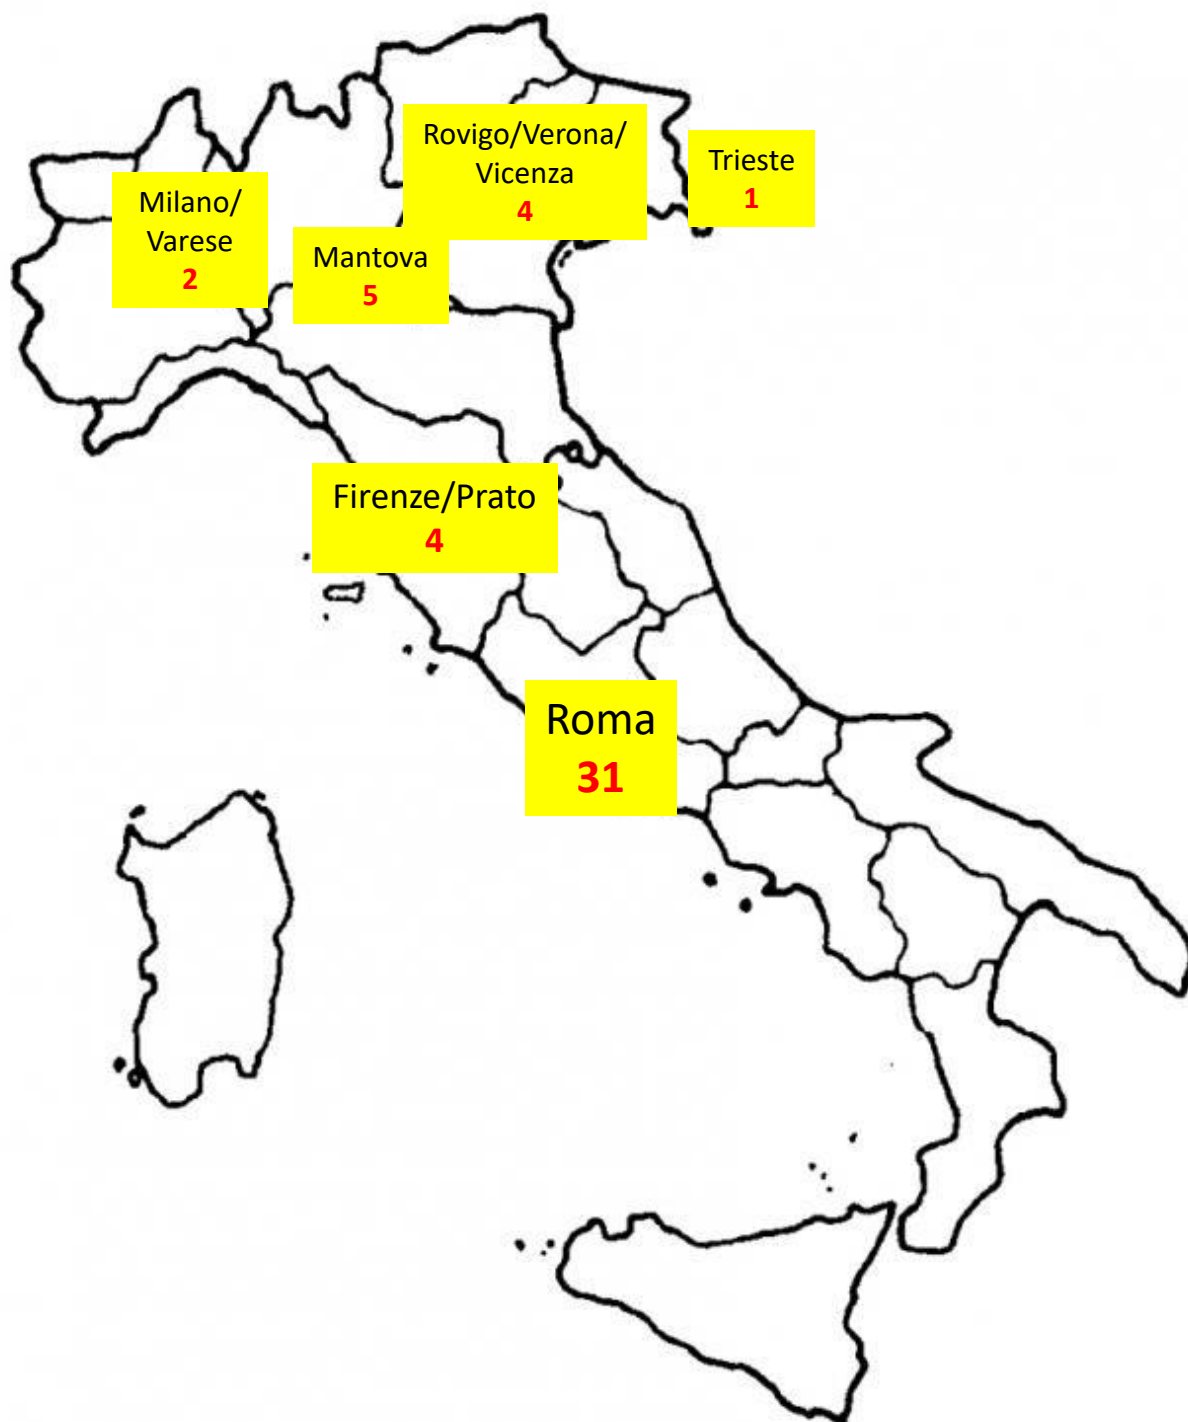 Rovigo/Verona/
Vicenza
4
Trieste
1
Milano/
Varese
2
Mantova
5
Firenze/Prato
4
Roma
31